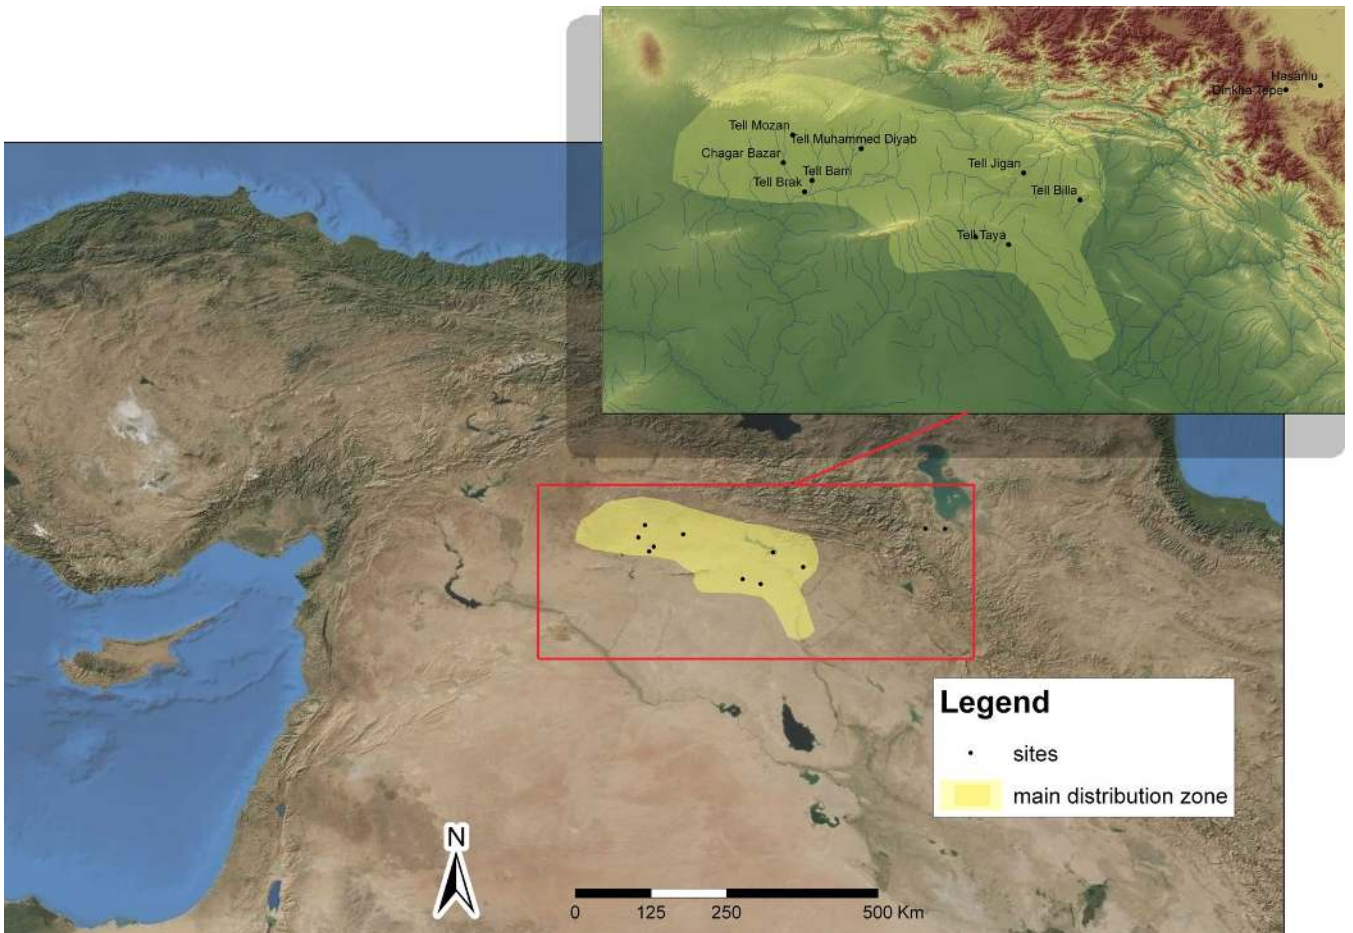 Hasanlu
Dinkha Tepe
Tell Mozan
Tell Muhammed Diyab
Chagar Bazar
Tell Barri
Tell Brak
Tell Jigan
Tell Billa
Tell Taya
Legend
sites
main distribution zone
N
0 125 250 500 Km